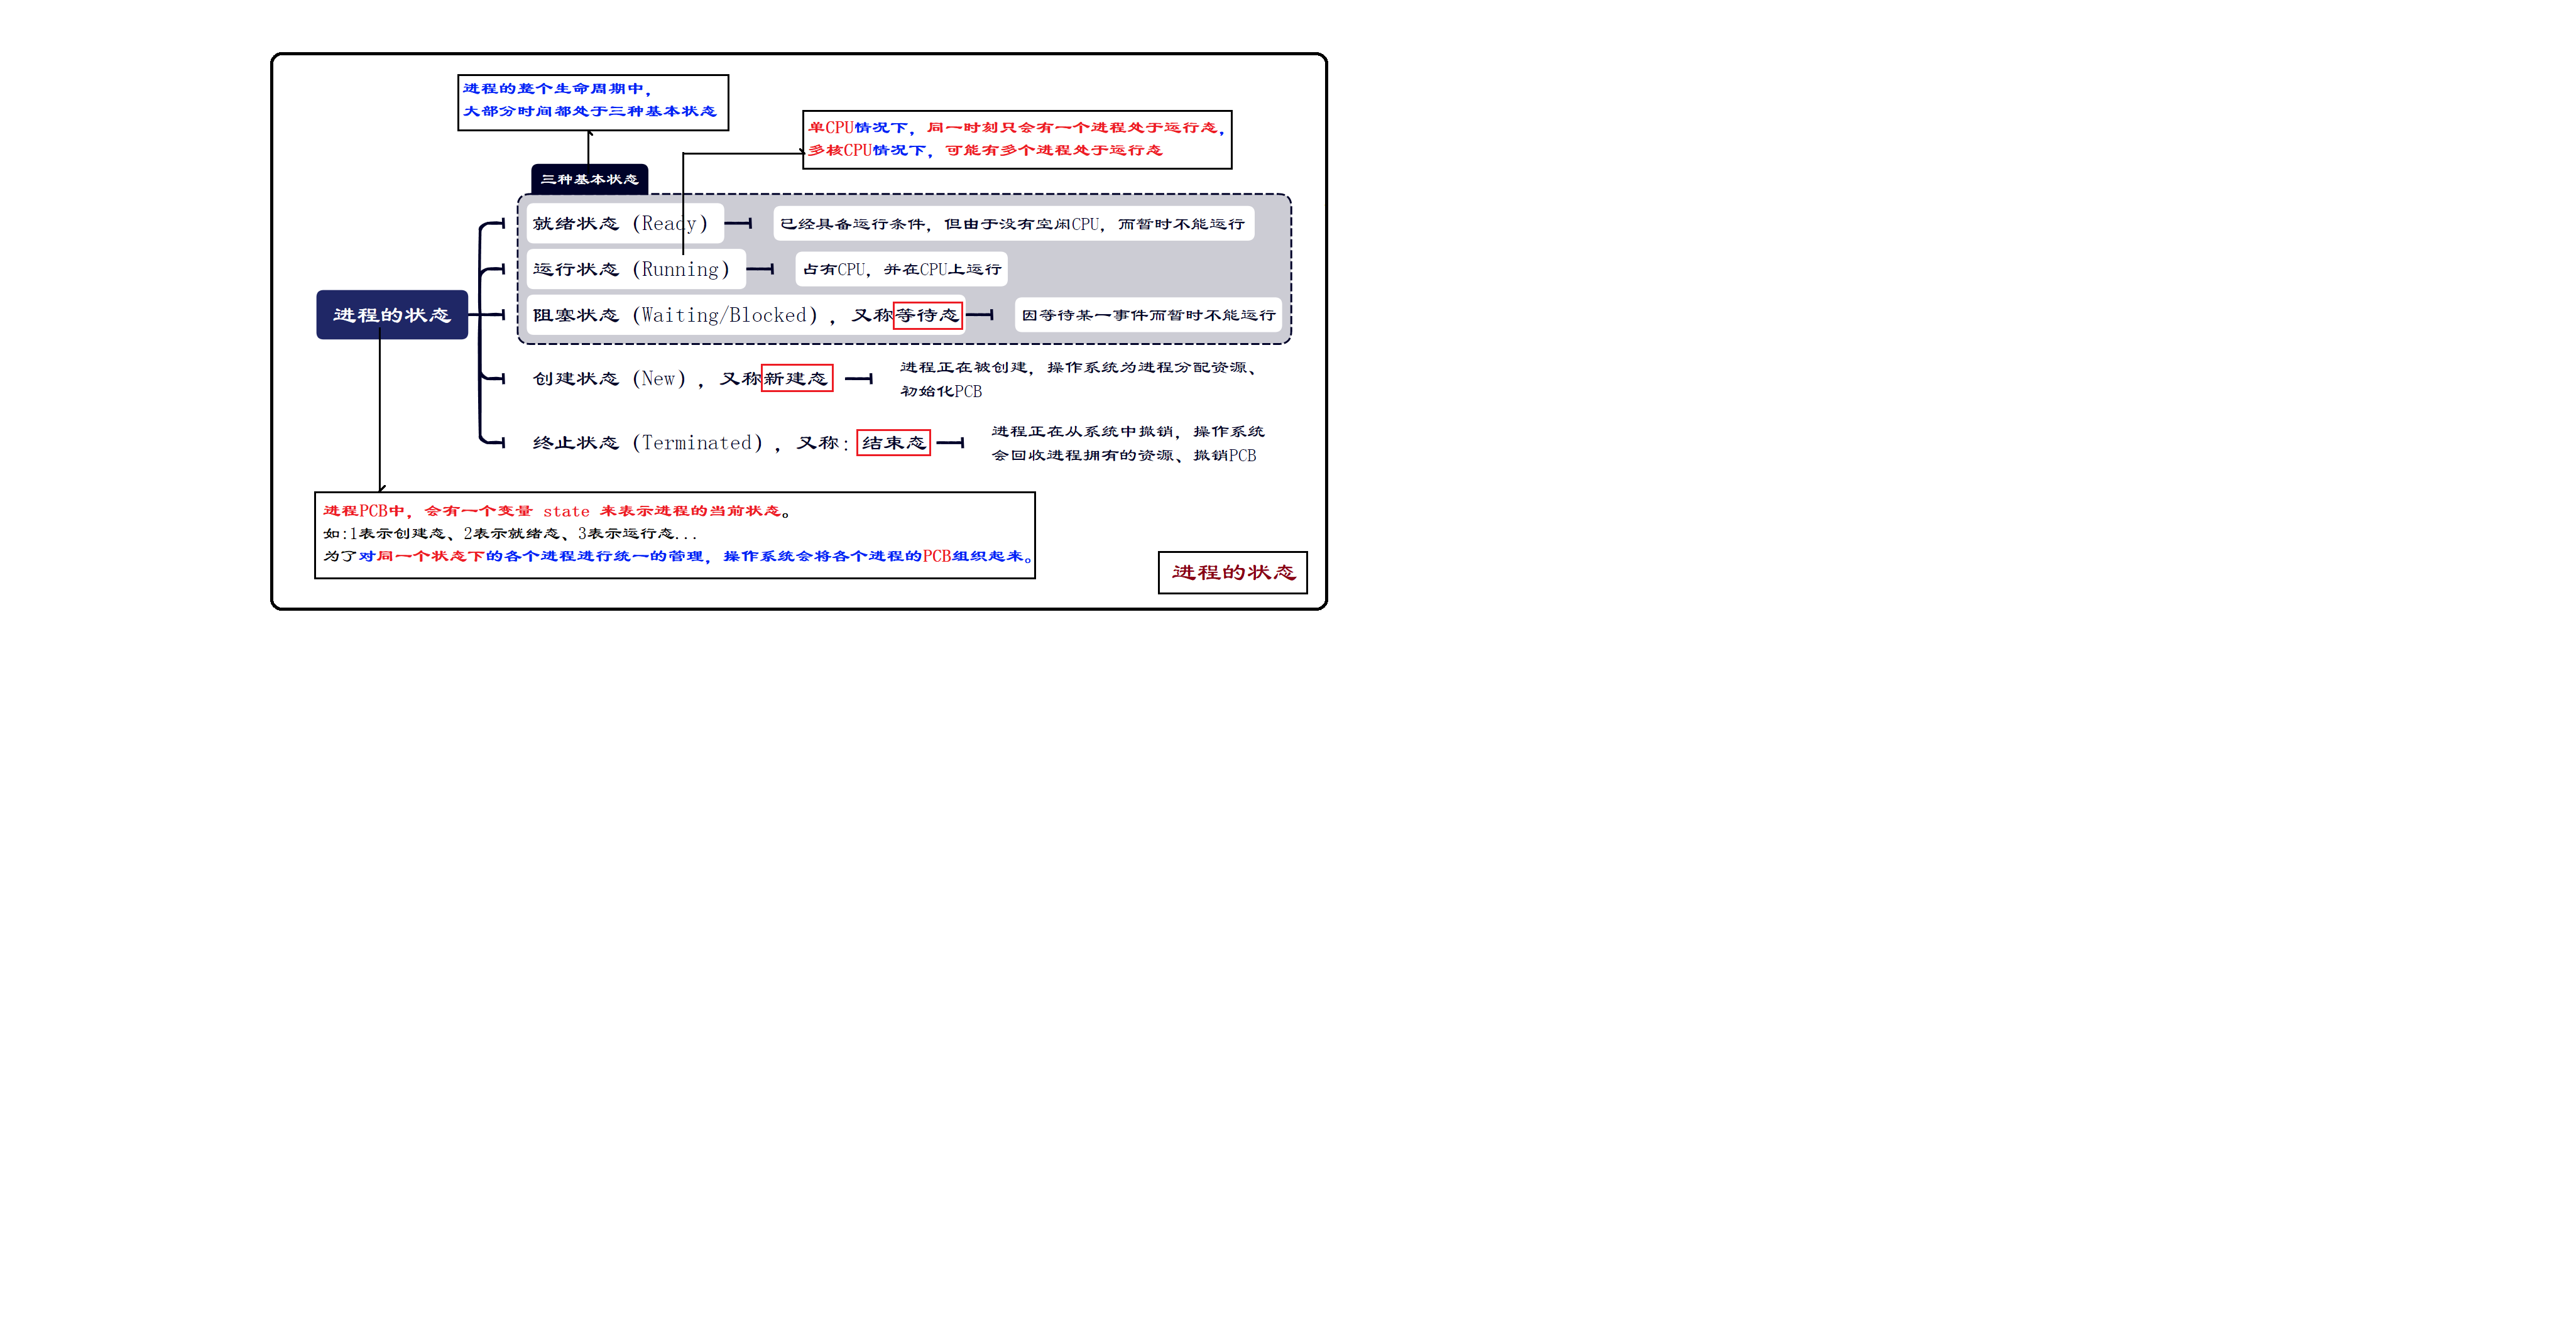 进程的整个生命周期中，
大部分时间都处于三种基本状态
单CPU情况下，同一时刻只会有一个进程处于运行态，
多核CPU情况下，可能有多个进程处于运行态
三种基本状态
就绪状态（Ready）
已经具备运行条件，但由于没有空闲CPU，而暂时不能运行
运行状态（Running）
占有CPU，并在CPU上运行
进程的状态
阻塞状态（Waiting/Blocked），又称等待态
因等待某一事件而暂时不能运行
创建状态（New），又称新建态
进程正在被创建，操作系统为进程分配资源、
初始化PCB
终止状态（Terminated），又称：结束态
进程正在从系统中撤销，操作系统
会回收进程拥有的资源、撤销PCB
进程PCB中，会有一个变量 state 来表示进程的当前状态。
如：1表示创建态、2表示就绪态、3表示运行态...
为了对同一个状态下的各个进程进行统一的管理，操作系统会将各个进程的PCB组织起来。
进程的状态